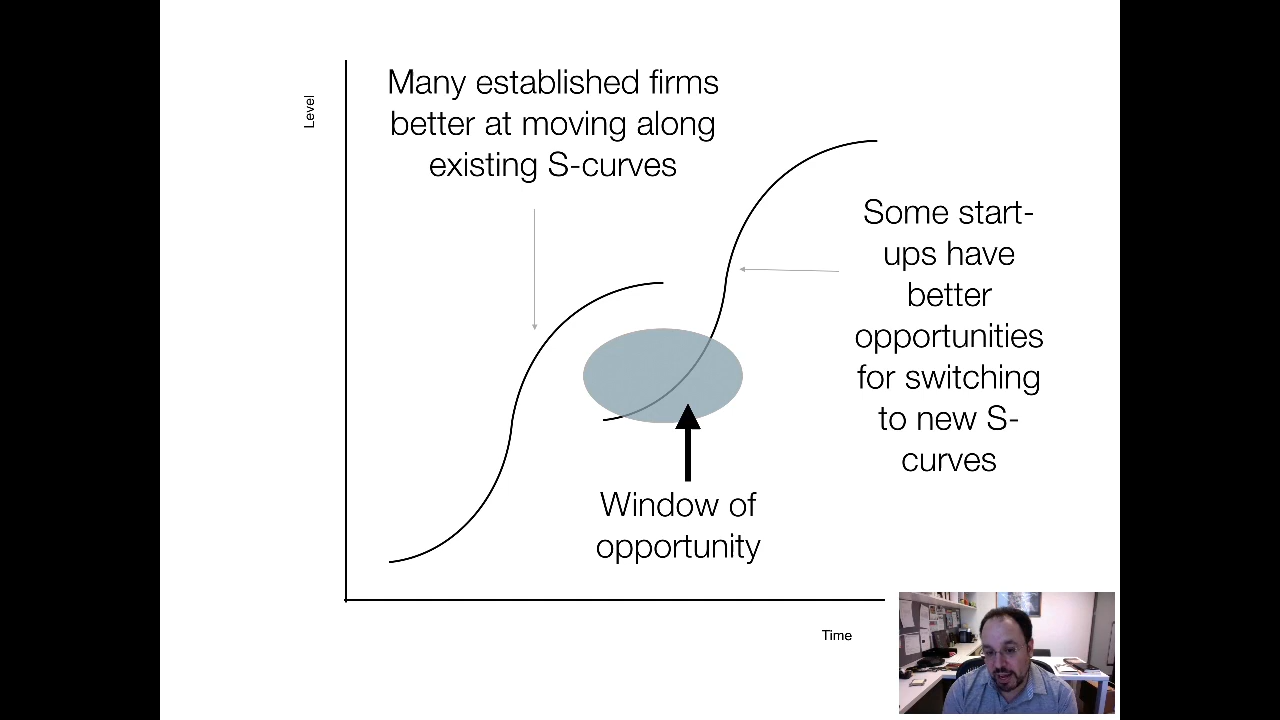 Level
Many established firms
better at moving along
existing S-curves
Some start-
ups have
better
opportunities
for switching
to new S-
curves
Window of
opportunity
Time